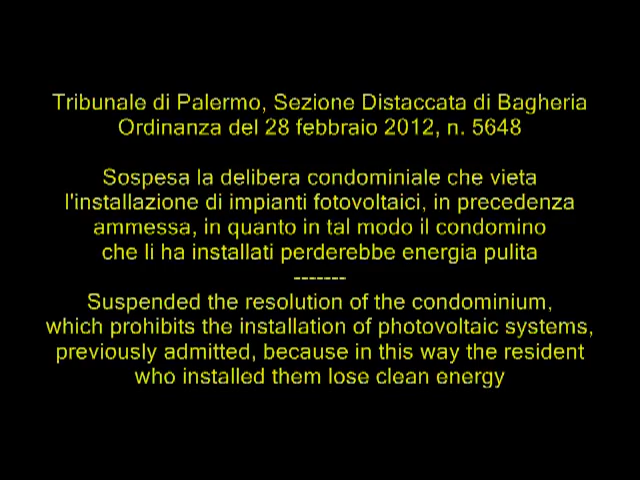 Tribunale di Palermo, Sezione Distaccata di Bagheria
Ordinanza del 28 febbraio 2012, n. 5648
Sospesa la delibera condominiale che vieta
l'installazione di impianti fotovoltaici, in precedenza
ammessa, in quanto in tal modo il condomino
che li ha installati perderebbe energia pulita
-------
Suspended the resolution of the condominium,
which prohibits the installation of photovoltaic systems,
previously admitted, because in this way the resident
who installed them lose clean energy